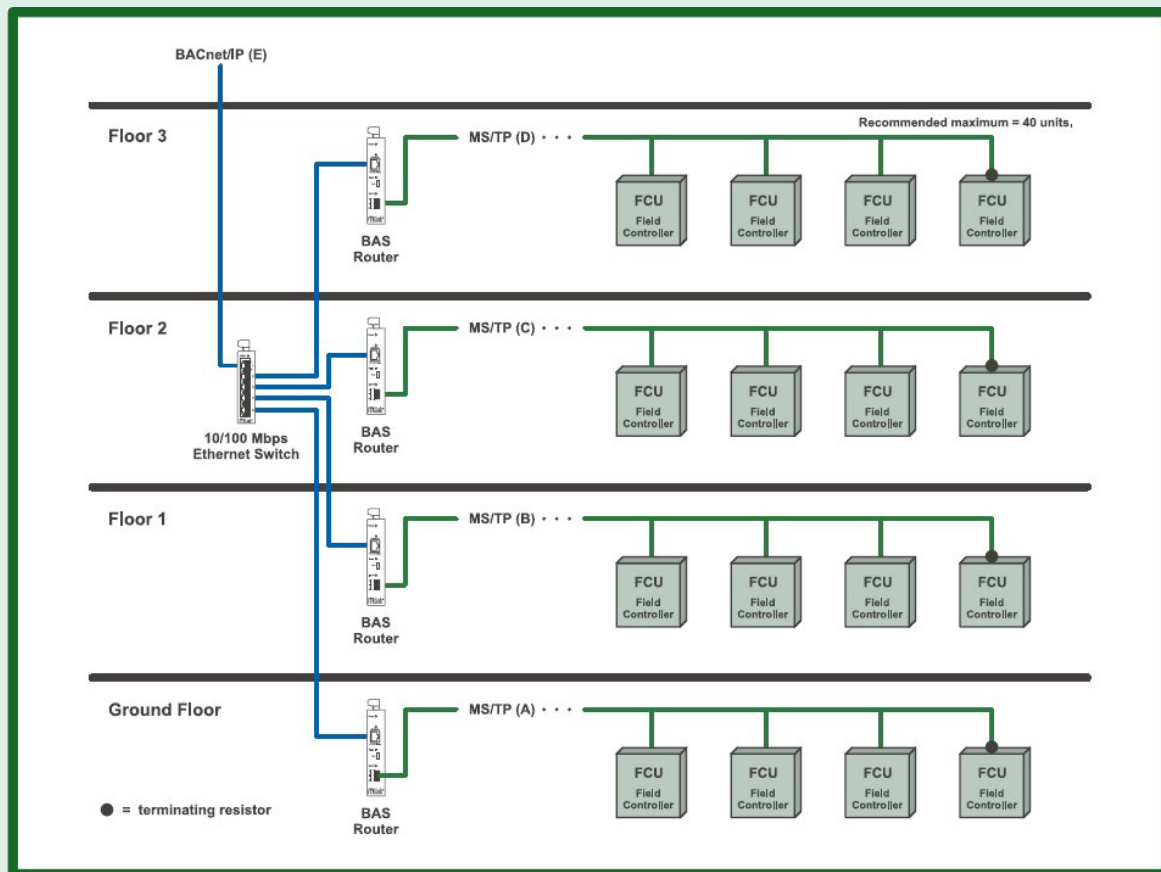 BACnet/IP (E)
Floor 3
MS/TP (D) · · ·
Recommended maximum = 40 units,
FCU
Field
Controller
FCU
Field
Controller
FCU
Field
Controller
FCU
Field
Controller
BAS
Router
Floor 2
MS/TP (C) · · ·
FCU
Field
Controller
FCU
Field
Controller
FCU
Field
Controller
FCU
Field
Controller
BAS
Router
10/100 Mbps
Ethernet Switch
Floor 1
MS/TP (B) · · ·
FCU
Field
Controller
FCU
Field
Controller
FCU
Field
Controller
FCU
Field
Controller
BAS
Router
Ground Floor
MS/TP (A) · · ·
FCU
Field
Controller
FCU
Field
Controller
FCU
Field
Controller
FCU
Field
Controller
BAS
Router
= terminating resistor